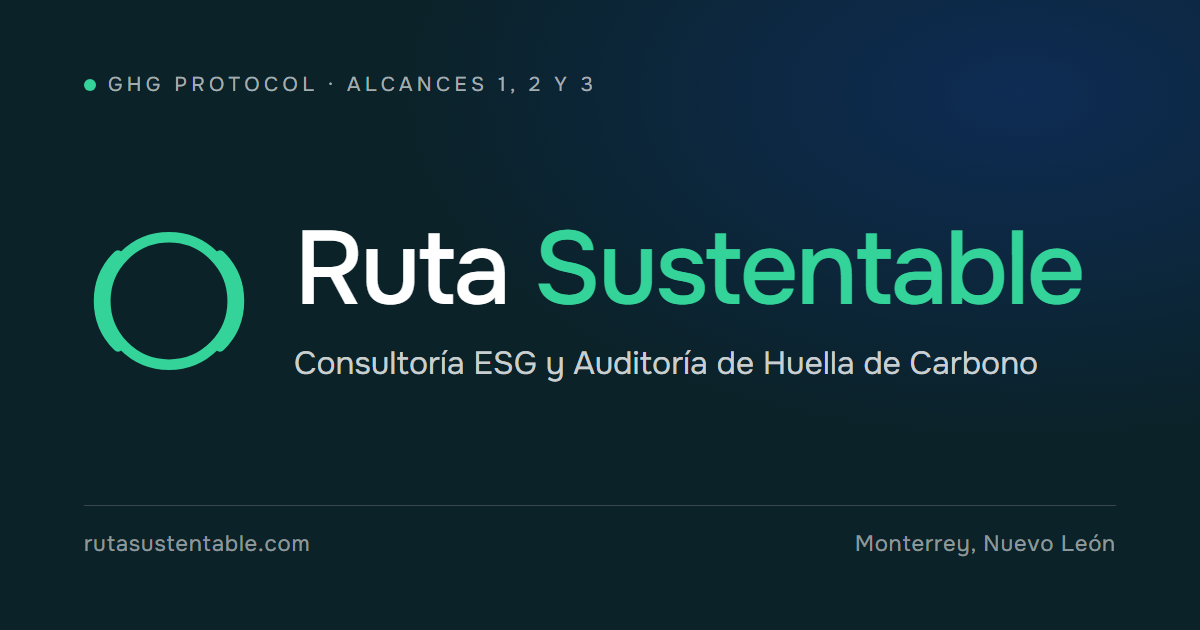 GHG PROTOCOL · ALCANCES 1, 2 Y 3
Ruta Sustentable
Consultoría ESG y Auditoría de Huella de Carbono
rutasustentable.com
Monterrey, Nuevo León